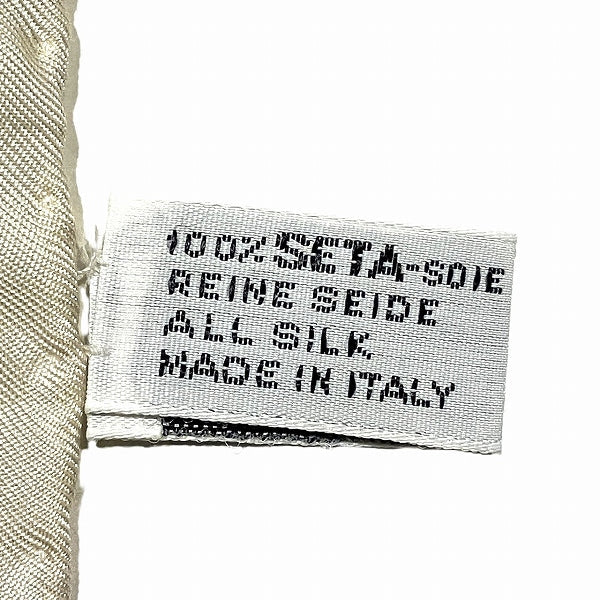 100% SETA-SOIE
REINE SEIDE
ALL SILK
MADE IN ITALY